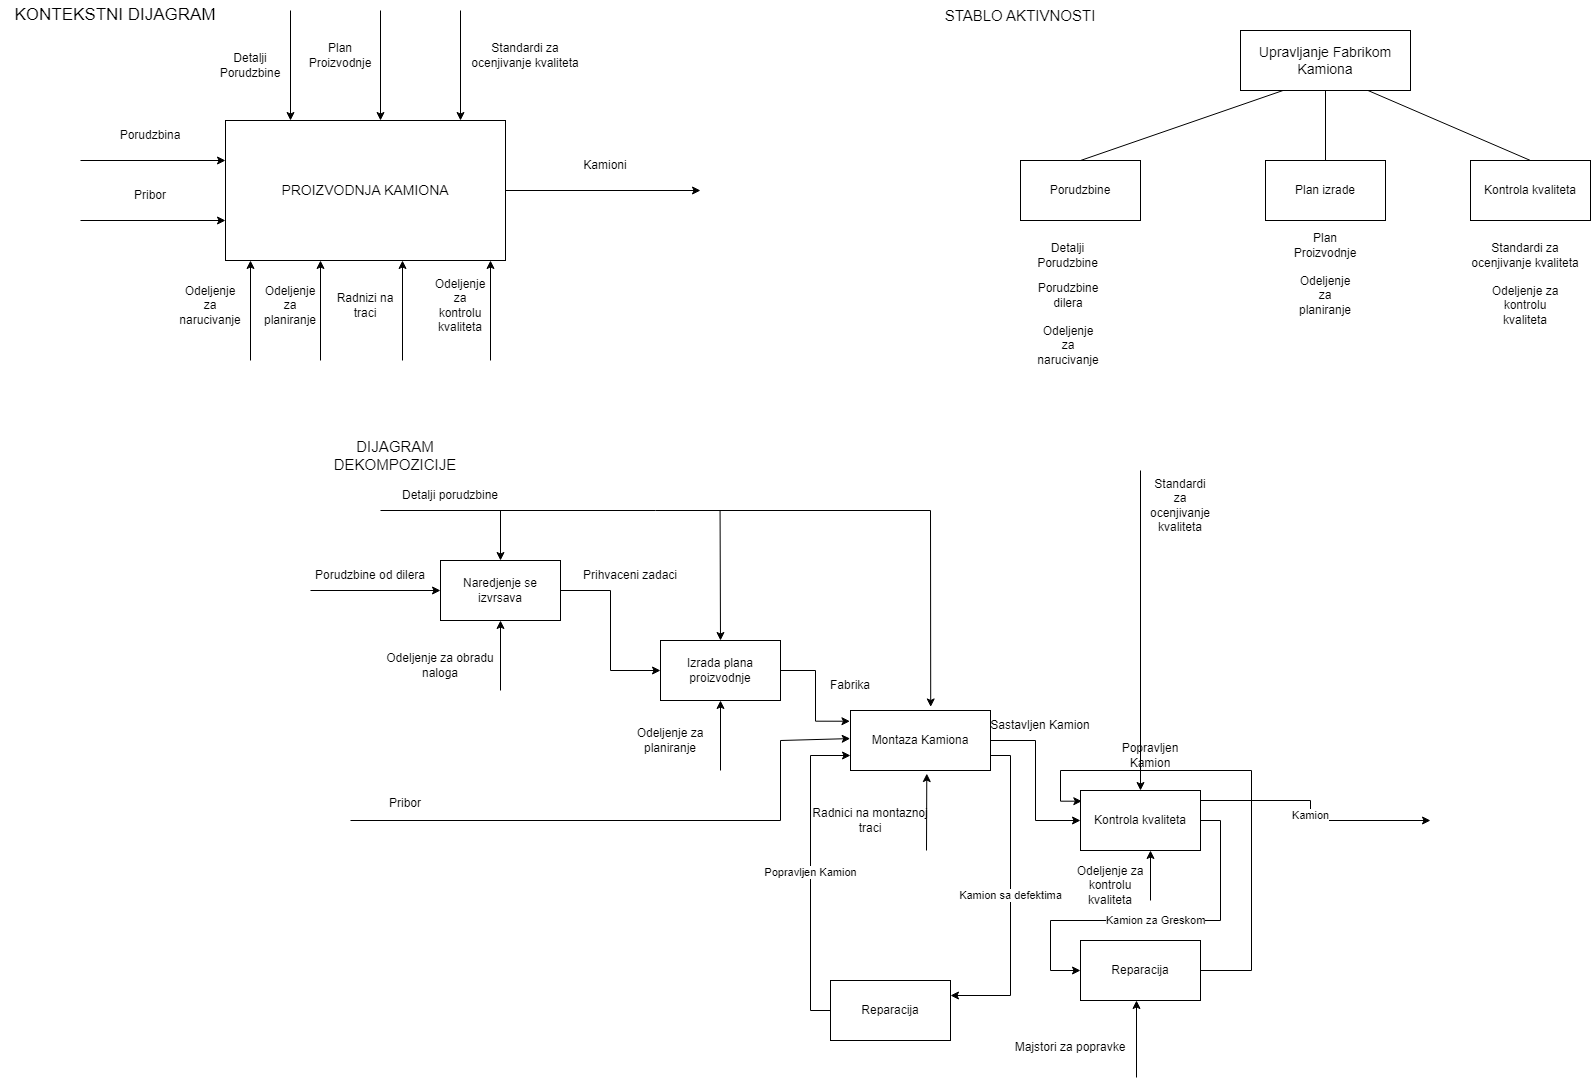 KONTEKSTNI DIJAGRAM
Detalji
Porudzbine
Plan
Proizvodnje
Standardi za
ocenjivanje kvaliteta
Porudzbina
Pribor
PROIZVODNJA KAMIONA
Kamioni
Odeljenje
za
narucivanje
Odeljenje
za
planiranje
Radnizi na
traci
Odeljenje
za
kontrolu
kvaliteta
STABLO AKTIVNOSTI
Upravljanje Fabrikom
Kamiona
Porudzbine
Plan izrade
Kontrola kvaliteta
Detalji
Porudzbine
Porudzbine
dilera
Odeljenje
za
narucivanje
Plan
Proizvodnje
Odeljenje
za
planiranje
Standardi za
ocenjivanje kvaliteta
Odeljenje za
kontrolu
kvaliteta
DIJAGRAM
DEKOMPOZICIJE
Detalji porudzbine
Standardi
za
ocenjivanje
kvaliteta
Porudzbine od dilera
Naredjenje se
izvrsava
Prihvaceni zadaci
Odeljenje za obradu
naloga
Izrada plana
proizvodnje
Fabrika
Odeljenje za
planiranje
Montaza Kamiona
Sastavljen Kamion
Popravljen
Kamion
Pribor
Radnici na montaznoj
traci
Kontrola kvaliteta
Kamion
Popravljen Kamion
Kamion sa defektima
Odeljenje za
kontrolu
kvaliteta
Kamion za Greskom
Reparacija
Reparacija
Majstori za popravke